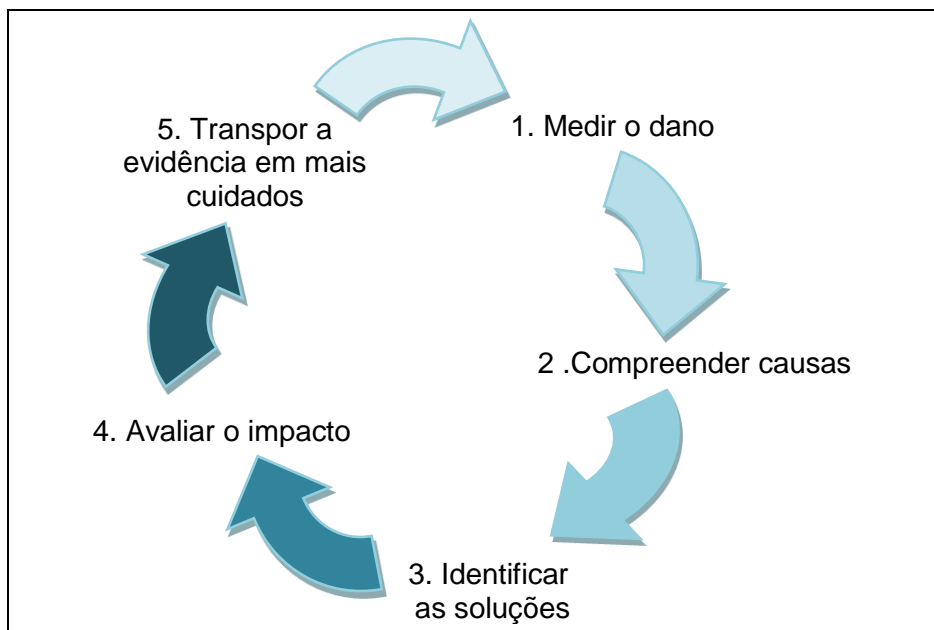 1. Medir o dano
2 .Compreender causas
3. Identificar
as soluções
4. Avaliar o impacto
5. Transpor a
evidência em mais
cuidados